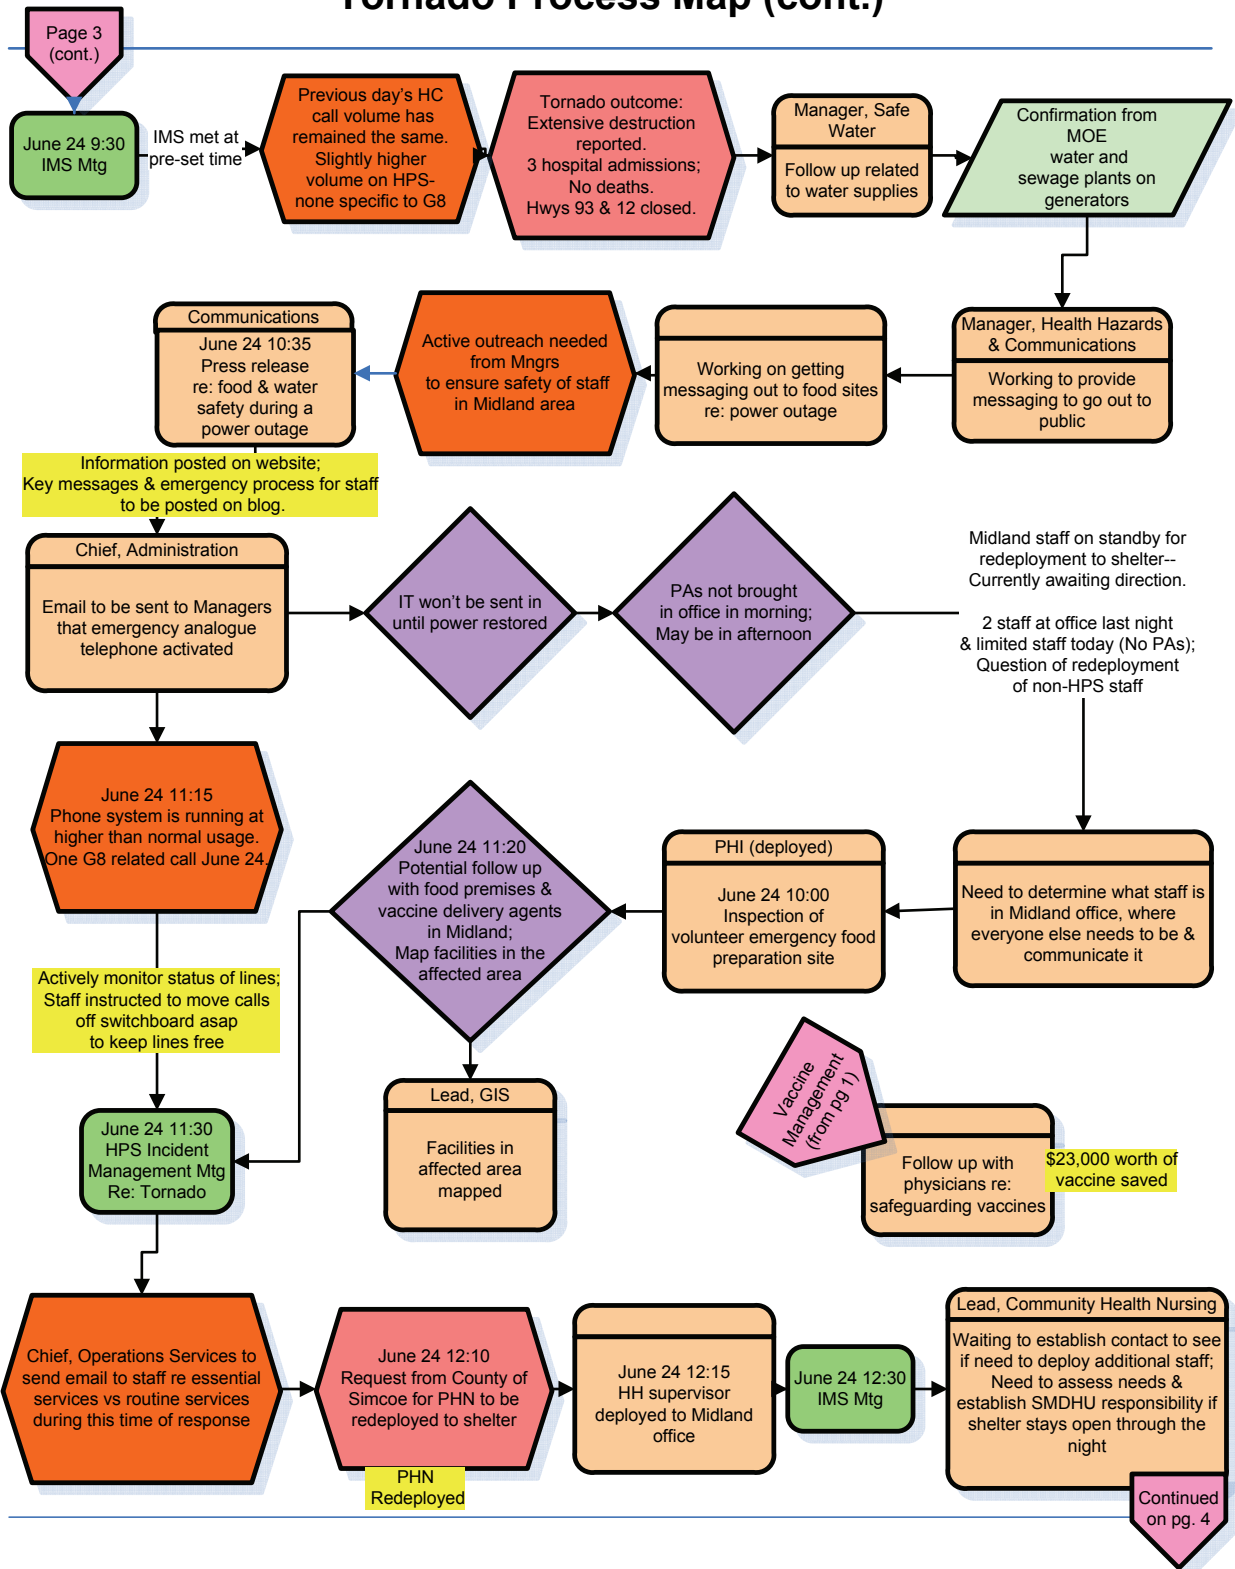 Tornado Process Map (cont.)
Page 3
(cont.)
June 24 9:30
IMS Mtg
IMS met at
pre-set time
Previous day's HC
call volume has
remained the same.
Slightly higher
volume on HPS-
none specific to G8
Tornado outcome:
Extensive destruction
reported.
3 hospital admissions;
No deaths.
Hwys 93 & 12 closed.
Manager, Safe
Water
Follow up related
to water supplies
Confirmation from
MOE
water and
sewage plants on
generators
Manager, Health Hazards
& Communications
Working to provide
messaging to go out to
public
Working on getting
messaging out to food sites
re: power outage
Active outreach needed
from Mngrs
to ensure safety of staff
in Midland area
Communications
June 24 10:35
Press release
re: food & water
safety during a
power outage
Information posted on website;
Key messages & emergency process for staff
to be posted on blog.
Chief, Administration
Email to be sent to Managers
that emergency analogue
telephone activated
IT won't be sent in
until power restored
PAs not brought
in office in morning;
May be in afternoon
Midland staff on standby for
redeployment to shelter--
Currently awaiting direction.
2 staff at office last night
& limited staff today (No PAs);
Question of redeployment
of non-HPS staff
Need to determine what staff is
in Midland office, where
everyone else needs to be &
communicate it
PHI (deployed)
June 24 10:00
Inspection of
volunteer emergency food
preparation site
June 24 11:20
Potential follow up
with food premises &
vaccine delivery agents
in Midland;
Map facilities in the
affected area
Lead, GIS
Facilities in
affected area
mapped
June 24 11:15
Phone system is running at
higher than normal usage.
One G8 related call June 24.
Actively monitor status of lines;
Staff instructed to move calls
off switchboard asap
to keep lines free
June 24 11:30
HPS Incident
Management Mtg
Re: Tornado
Vaccine
Management
(from pg 1)
Follow up with
physicians re:
safeguarding vaccines
$23,000 worth of
vaccine saved
Chief, Operations Services to
send email to staff re essential
services vs routine services
during this time of response
June 24 12:10
Request from County of
Simcoe for PHN to be
redeployed to shelter
PHN
Redeployed
June 24 12:15
HH supervisor
deployed to Midland
office
June 24 12:30
IMS Mtg
Lead, Community Health Nursing
Waiting to establish contact to see
if need to deploy additional staff;
Need to assess needs &
establish SMDHU responsibility if
shelter stays open through the
night
Continued
on pg. 4